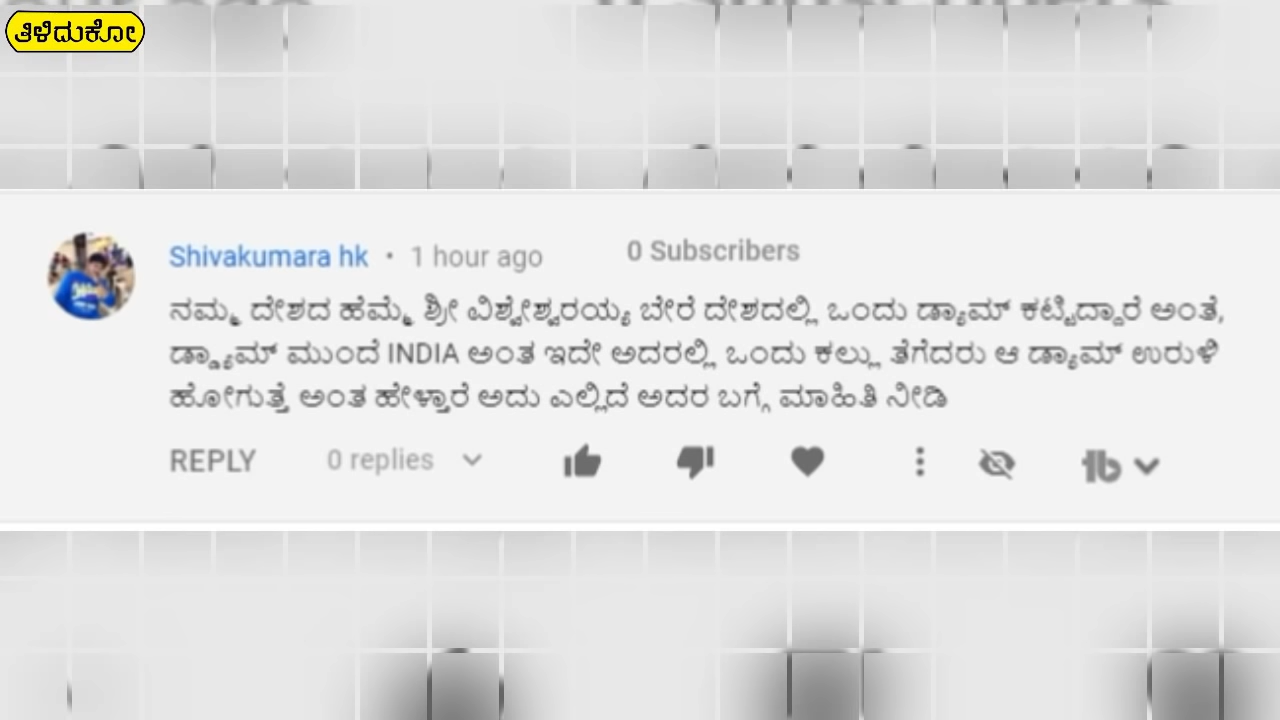 ತಿಳಿದುಕೋ
Shivakumara hk • 1 hour ago 0 Subscribers
ನಮ್ಮ ದೇಶದ ಹೆಮ್ಮೆ ಶ್ರೀ ವಿಶ್ವೇಶ್ವರಯ್ಯ ಬೇರೆ ದೇಶದಲ್ಲಿ ಒಂದು ಡ್ಯಾಮ್ ಕಟ್ಟಿದ್ದಾರೆ ಅಂತೆ,
ಡ್ಡ್ಯಾಮ್ ಮುಂದೆ INDIA ಅಂತ ಇದೇ ಅದರಲ್ಲಿ ಒಂದು ಕಲ್ಲು ತೆಗೆದರು ಆ ಡ್ಯಾಮ್ ಉರುಳಿ
ಹೋಗುತ್ತೆ ಅಂತ ಹೇಳ್ತಾರೆ ಅದು ಎಲ್ಲಿದೆ ಅದರ ಬಗ್ಗೆ ಮಾಹಿತಿ ನೀಡಿ
REPLY 0 replies